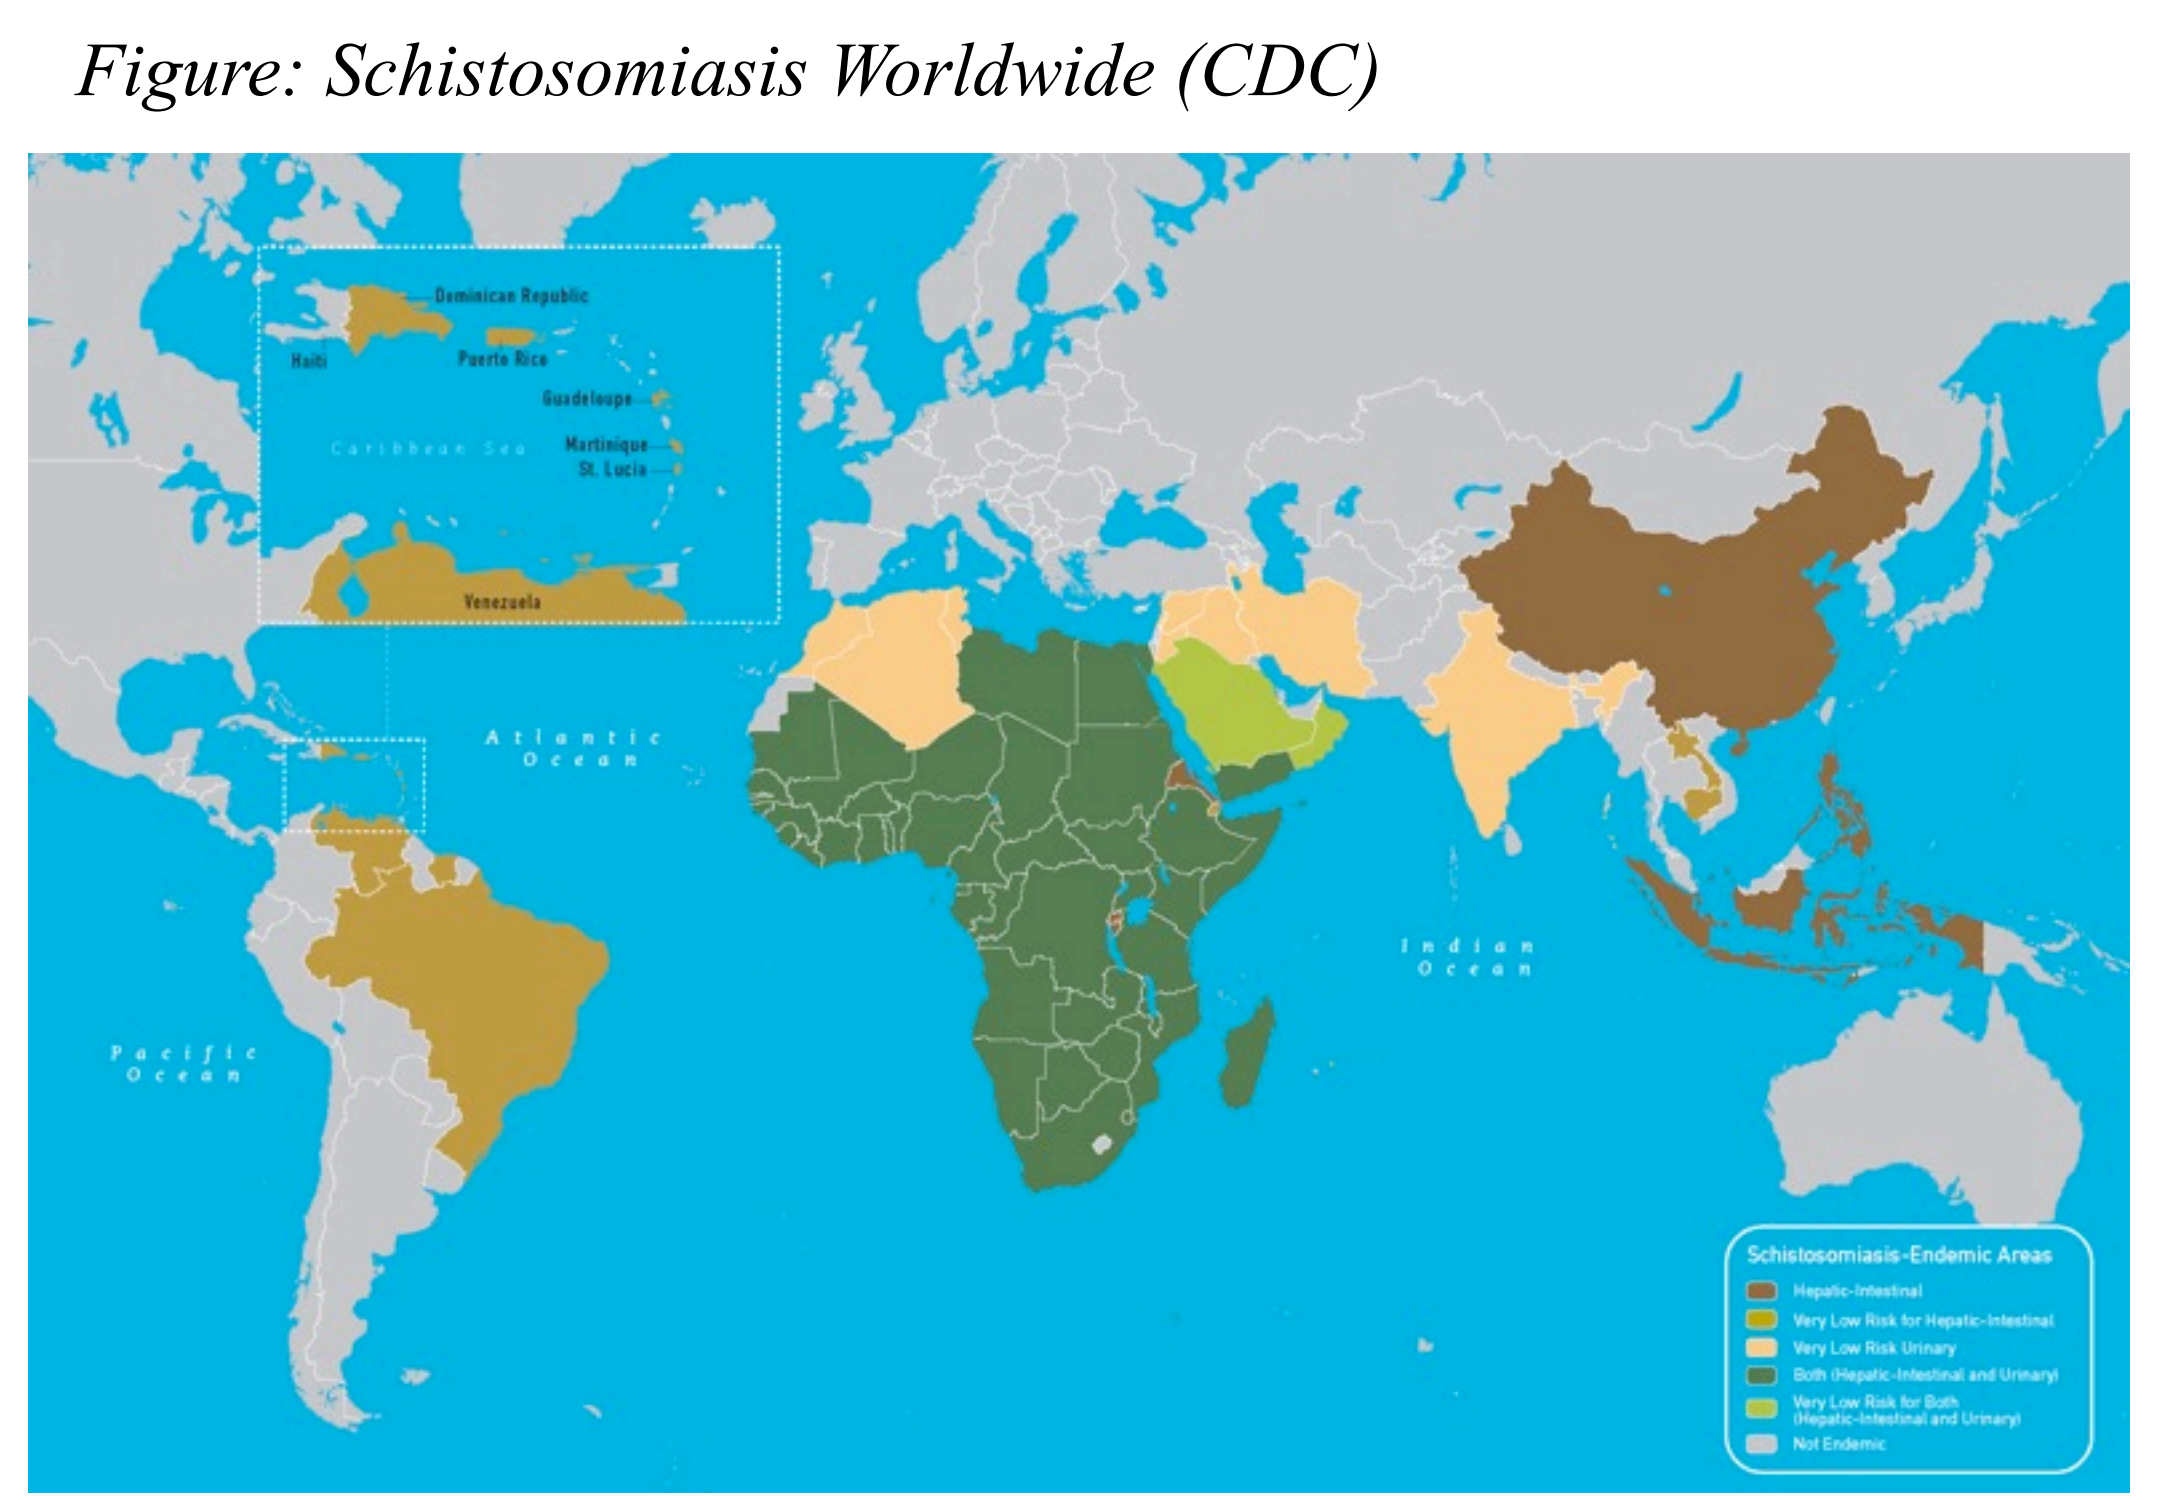 Figure: Schistosomiasis Worldwide (CDC)
Dominican Republic
Haiti
Puerto Rico
Guadeloupe
Caribbean Sea
Martinique
St. Lucia
Venezuela
Atlantic
Ocean
Indian
Ocean
Pacific
Ocean
Schistosomiasis-Endemic Areas
Hepatic-Intestinal
Very Low Risk for Hepatic-Intestinal
Very Low Risk Urinary
Both (Hepatic-Intestinal and Urinary)
Very Low Risk for Both
(Hepatic-Intestinal and Urinary)
Not Endemic